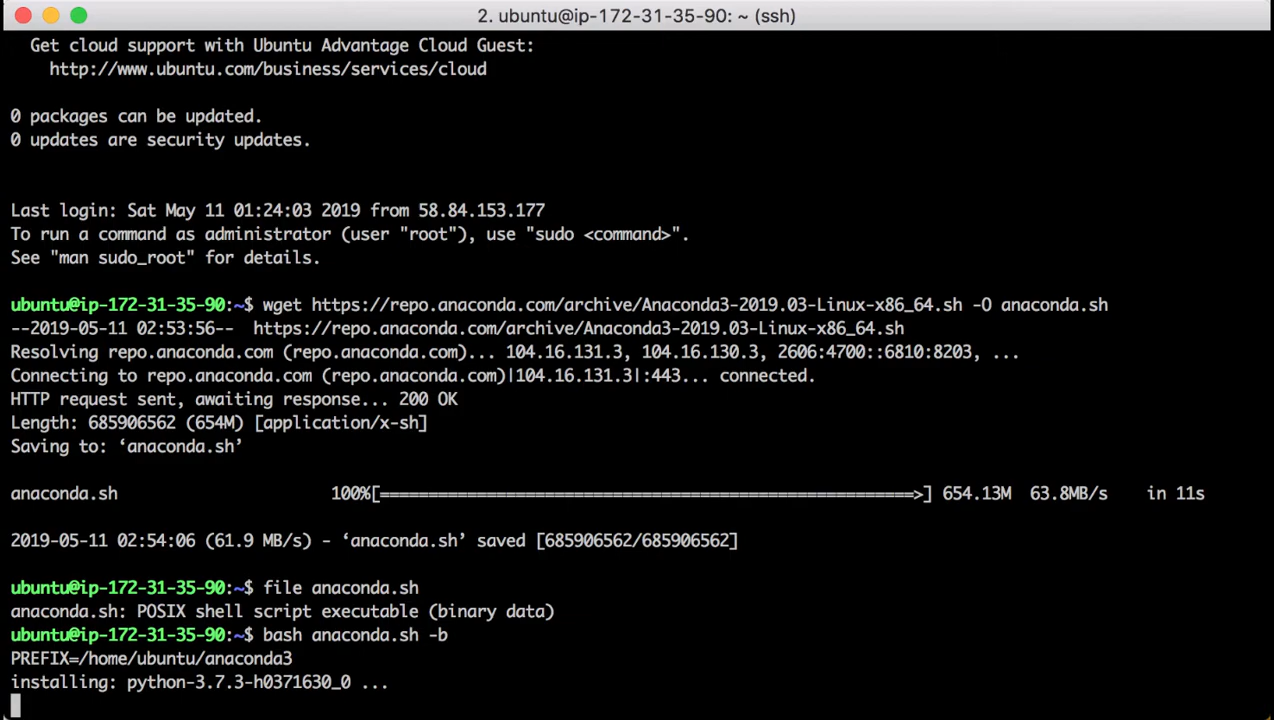 2. ubuntu@ip-172-31-35-90: ~ (ssh)
Get cloud support with Ubuntu Advantage Cloud Guest:
http://www.ubuntu.com/business/services/cloud
0 packages can be updated.
0 updates are security updates.
Last login: Sat May 11 01:24:03 2019 from 58.84.153.177
To run a command as administrator (user "root"), use "sudo <command>".
See "man sudo_root" for details.
ubuntu@ip-172-31-35-90:~$ wget https://repo.anaconda.com/archive/Anaconda3-2019.03-Linux-x86_64.sh -O anaconda.sh
--2019-05-11 02:53:56--  https://repo.anaconda.com/archive/Anaconda3-2019.03-Linux-x86_64.sh
Resolving repo.anaconda.com (repo.anaconda.com)... 104.16.131.3, 104.16.130.3, 2606:4700::6810:8203, ...
Connecting to repo.anaconda.com (repo.anaconda.com)|104.16.131.3|:443... connected.
HTTP request sent, awaiting response... 200 OK
Length: 685906562 (654M) [application/x-sh]
Saving to: ‘anaconda.sh’
anaconda.sh 100%[=======================================================>] 654.13M 63.8MB/s in 11s
2019-05-11 02:54:06 (61.9 MB/s) - ‘anaconda.sh’ saved [685906562/685906562]
ubuntu@ip-172-31-35-90:~$ file anaconda.sh
anaconda.sh: POSIX shell script executable (binary data)
ubuntu@ip-172-31-35-90:~$ bash anaconda.sh -b
PREFIX=/home/ubuntu/anaconda3
installing: python-3.7.3-h0371630_0 ...